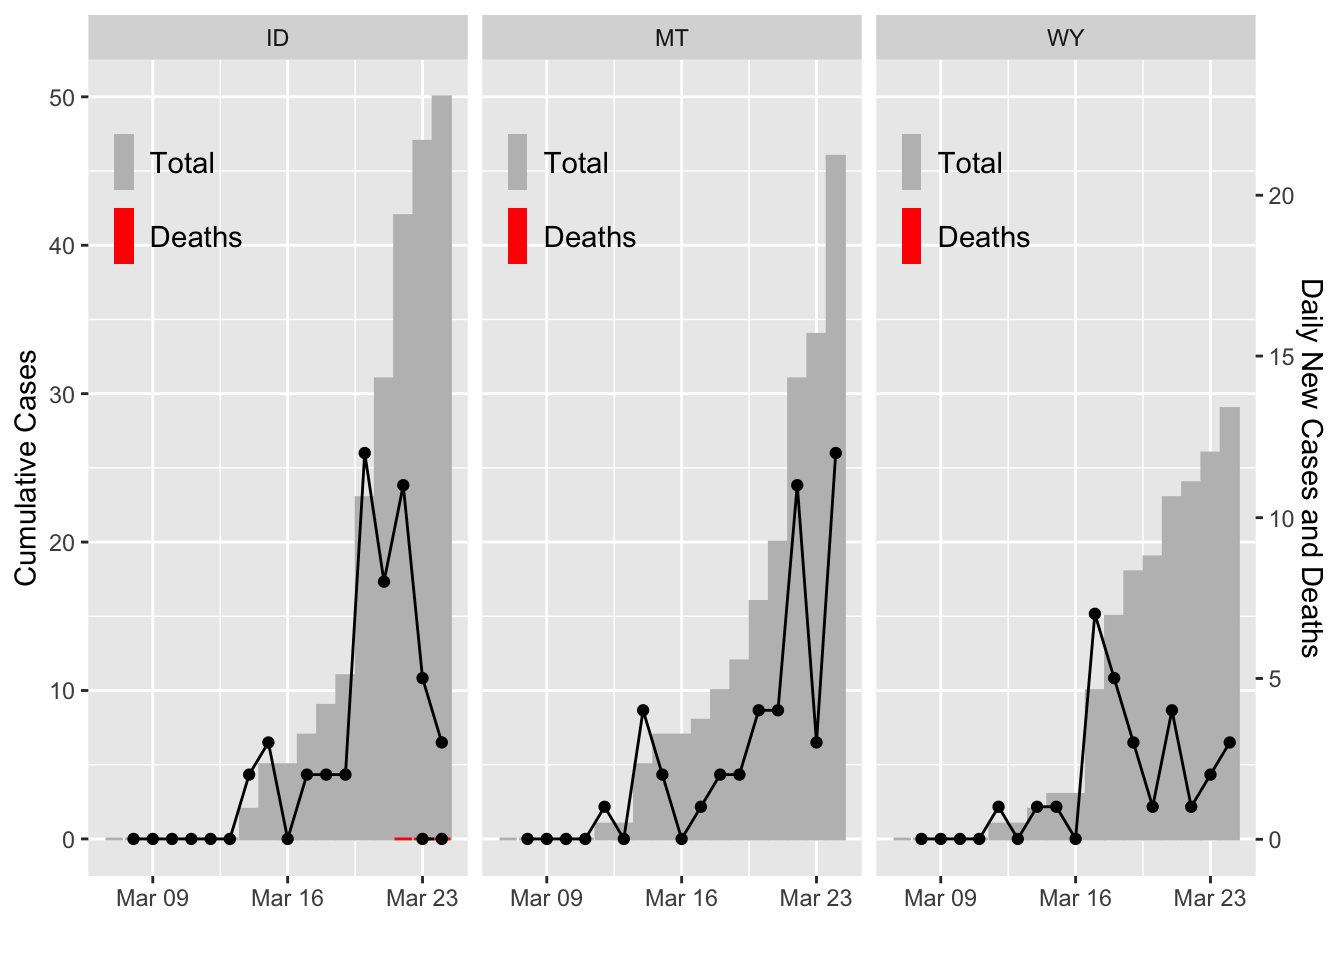 ID
MT
WY
Cumulative Cases
50
40
30
20
10
0
Total
Deaths
Total
Deaths
Total
Deaths
20
15
10
5
0
Daily New Cases and Deaths
Mar 09
Mar 16
Mar 23
Mar 09
Mar 16
Mar 23
Mar 09
Mar 16
Mar 23